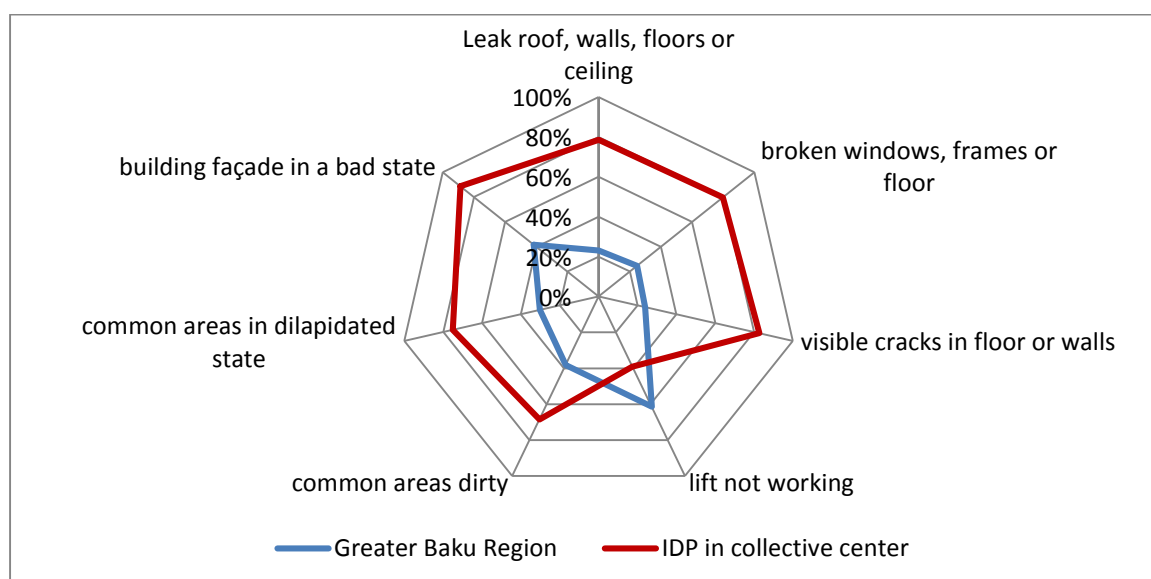 Leak roof, walls, floors or
ceiling
100%
80%
60%
40%
20%
0%
broken windows, frames or
floor
visible cracks in floor or walls
lift not working
common areas dirty
common areas in dilapidated
state
building façade in a bad state
Greater Baku Region
IDP in collective center